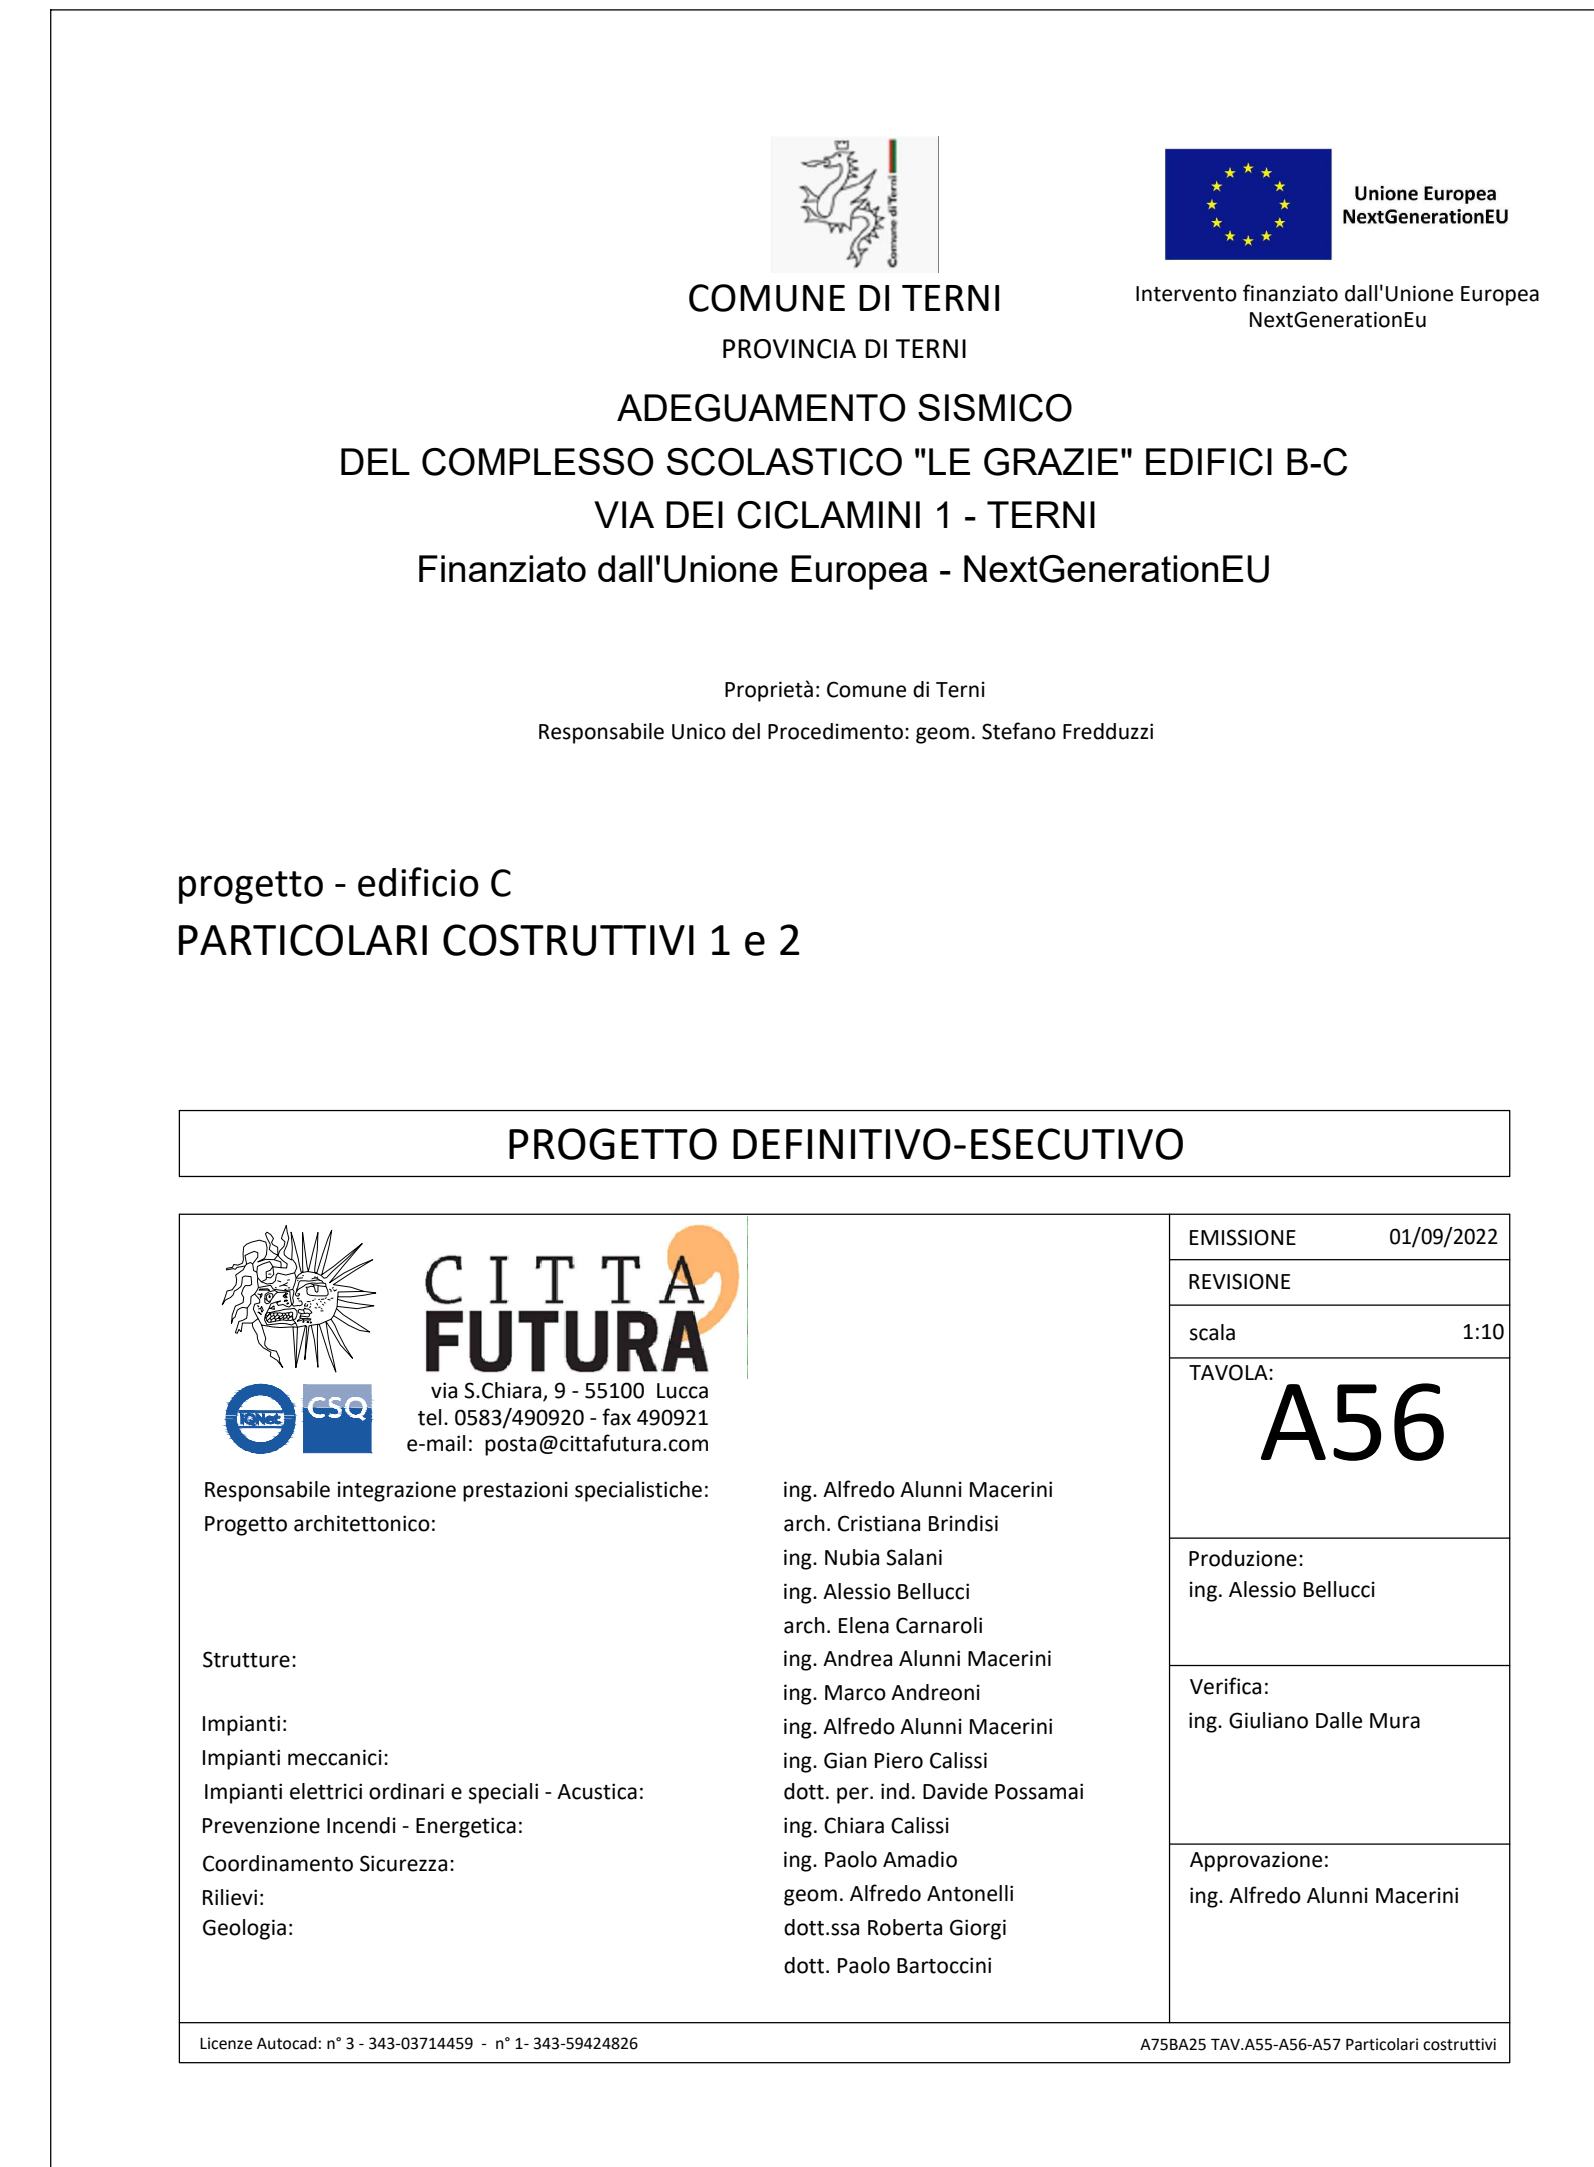 Comune di Terni
Unione Europea
NextGenerationEU
COMUNE DI TERNI
PROVINCIA DI TERNI
Intervento finanziato dall'Unione Europea
NextGenerationEu
ADEGUAMENTO SISMICO
DEL COMPLESSO SCOLASTICO "LE GRAZIE" EDIFICI B-C
VIA DEI CICLAMINI 1 - TERNI
Finanziato dall'Unione Europea - NextGenerationEU
Proprietà: Comune di Terni
Responsabile Unico del Procedimento: geom. Stefano Fredduzzi
progetto - edificio C
PARTICOLARI COSTRUTTIVI 1 e 2
PROGETTO DEFINITIVO-ESECUTIVO
CITTA
FUTURA
IQNet CSQ
via S.Chiara, 9 - 55100 Lucca
tel. 0583/490920 - fax 490921
e-mail: posta@cittafutura.com
EMISSIONE 01/09/2022
REVISIONE
scala 1:10
TAVOLA:
A56
Responsabile integrazione prestazioni specialistiche: ing. Alfredo Alunni Macerini
Progetto architettonico: arch. Cristiana Brindisi
ing. Nubia Salani
ing. Alessio Bellucci
arch. Elena Carnaroli
Strutture: ing. Andrea Alunni Macerini
ing. Marco Andreoni
Impianti: ing. Alfredo Alunni Macerini
Impianti meccanici: ing. Gian Piero Calissi
Impianti elettrici ordinari e speciali - Acustica: dott. per. ind. Davide Possamai
Prevenzione Incendi - Energetica: ing. Chiara Calissi
Coordinamento Sicurezza: ing. Paolo Amadio
Rilievi: geom. Alfredo Antonelli
Geologia: dott.ssa Roberta Giorgi
dott. Paolo Bartoccini
Produzione:
ing. Alessio Bellucci
Verifica:
ing. Giuliano Dalle Mura
Approvazione:
ing. Alfredo Alunni Macerini
Licenze Autocad: n° 3 - 343-03714459 - n° 1- 343-59424826
A75BA25 TAV.A55-A56-A57 Particolari costruttivi